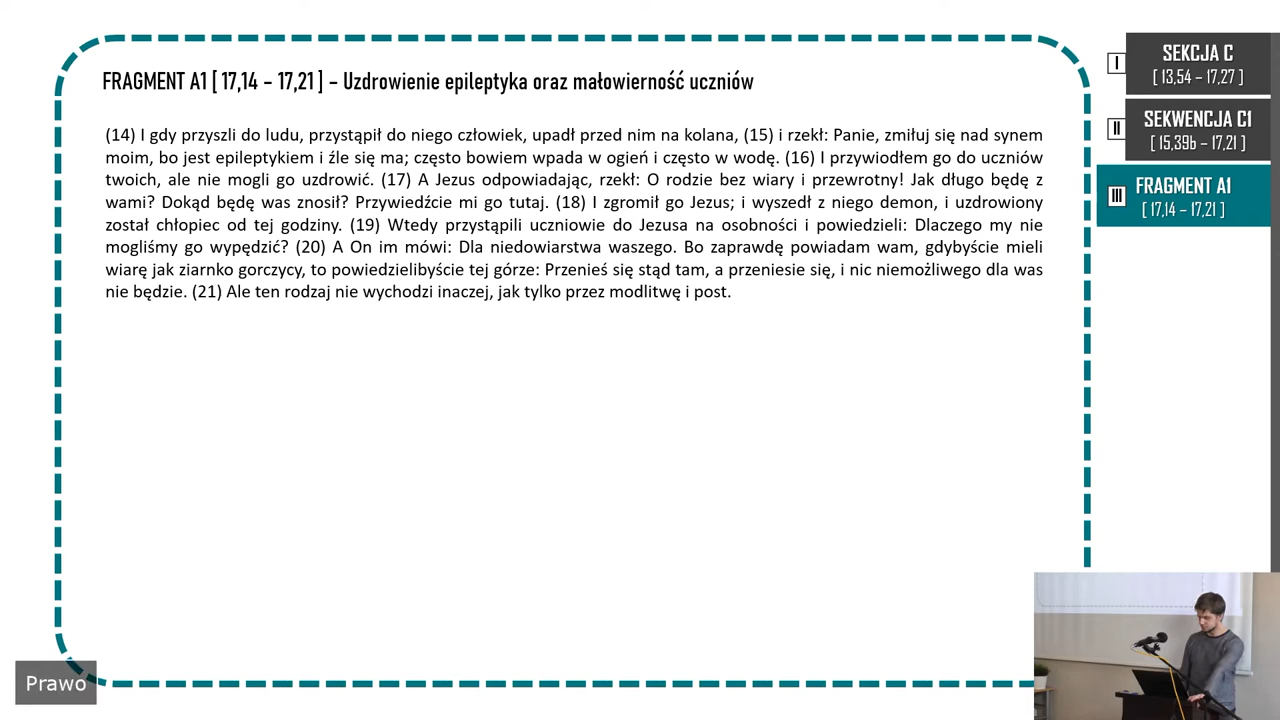 FRAGMENT A1 [ 17,14 – 17,21 ] – Uzdrowienie epileptyka oraz małowierność uczniów
(14) I gdy przyszli do ludu, przystąpił do niego człowiek, upadł przed nim na kolana, (15) i rzekł: Panie, zmiłuj się nad synem
moim, bo jest epileptykiem i źle się ma; często bowiem wpada w ogień i często w wodę. (16) I przywiodłem go do uczniów
twoich, ale nie mogli go uzdrowić. (17) A Jezus odpowiadając, rzekł: O rodzie bez wiary i przewrotny! Jak długo będę z
wami? Dokąd będę was znosił? Przywiedźcie mi go tutaj. (18) I zgromił go Jezus; i wyszedł z niego demon, i uzdrowiony
został chłopiec od tej godziny. (19) Wtedy przystąpili uczniowie do Jezusa na osobności i powiedzieli: Dlaczego my nie
mogliśmy go wypędzić? (20) A On im mówi: Dla niedowiarstwa waszego. Bo zaprawdę powiadam wam, gdybyście mieli
wiarę jak ziarnko gorczycy, to powiedzielibyście tej górze: Przenieś się stąd tam, a przeniesie się, i nic niemożliwego dla was
nie będzie. (21) Ale ten rodzaj nie wychodzi inaczej, jak tylko przez modlitwę i post.
I
SEKCJA C
[ 13,54 – 17,27 ]
II
SEKWENCJA C1
[ 15,39b – 17,21 ]
III
FRAGMENT A1
[ 17,14 – 17,21 ]
Prawo